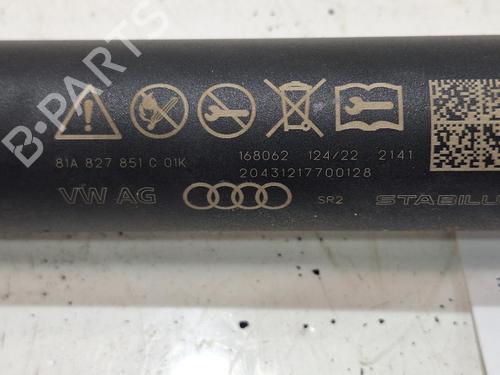 B-PARTS
81A 827 851 C 01K
168062 124/22 2141
20431217700128
VW AG
SR2
STABILU